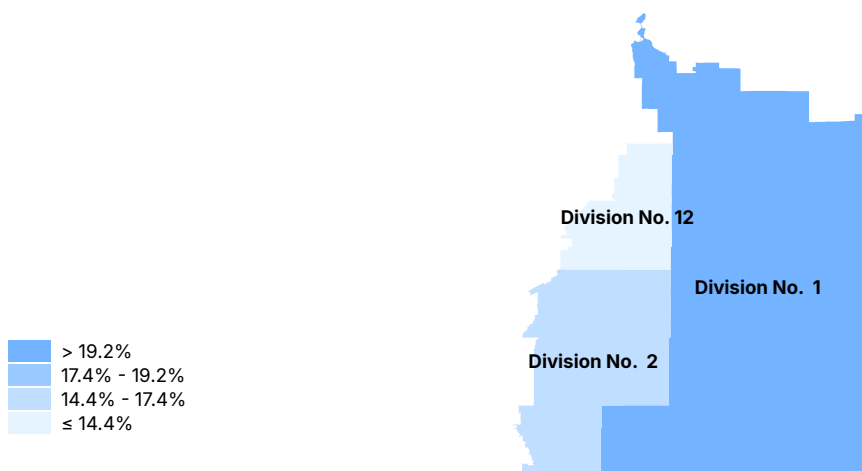 Division No. 12
Division No. 1
> 19.2%
17.4% - 19.2%
Division No. 2
14.4% - 17.4%
≤ 14.4%